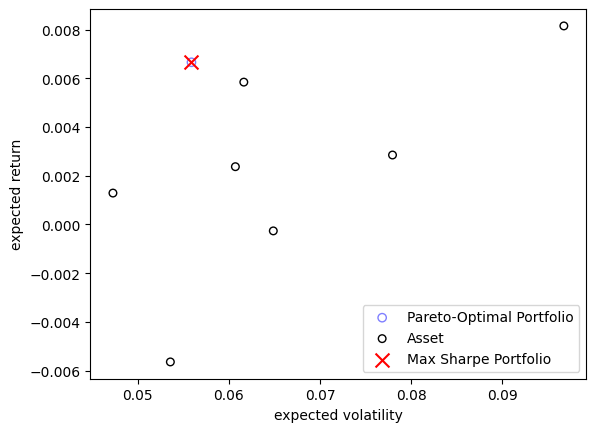 expected return
0.008
0.006
0.004
0.002
0.000
−0.002
−0.004
−0.006
Pareto-Optimal Portfolio
Asset
Max Sharpe Portfolio
0.05 0.06 0.07 0.08 0.09
expected volatility